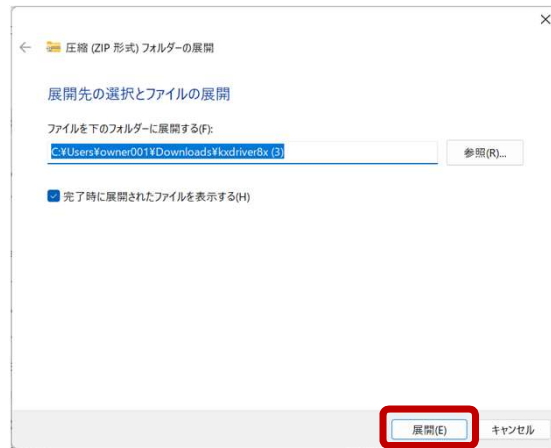 圧縮 (ZIP 形式) フォルダーの展開
展開先の選択とファイルの展開
ファイルを下のフォルダーに展開する(F):
C:¥Users¥owner001¥Downloads¥kxdriver8x (3)
参照(R)...
完了時に展開されたファイルを表示する(H)
展開(E)
キャンセル